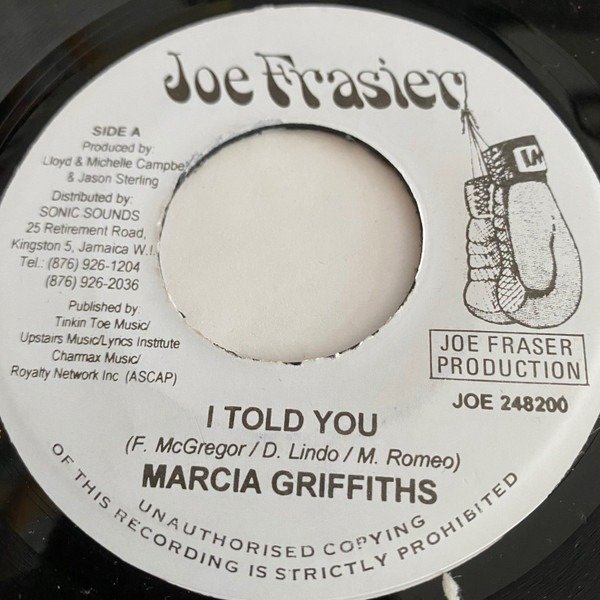 Joe Frasier
SIDE A
Produced by:
Lloyd & Michelle Campbe
& Jason Sterling
Distributed by:
SONIC SOUNDS
25 Retirement Road,
Kingston 5, Jamaica W.I.
Tel.: (876) 926-1204
(876) 926-2036
Published by:
Tinkin Toe Music/
Upstairs Music/Lyncs Institute
Charmax Music/
Royalty Network Inc (ASCAP)
JOE FRASER
PRODUCTION
JOE 248200
I TOLD YOU
(F. McGregor / D. Lindo / M. Romeo)
MARCIA GRIFFITHS
UNAUTHORISED COPYING
OF THIS RECORDING IS STRICTLY PROHIBITED